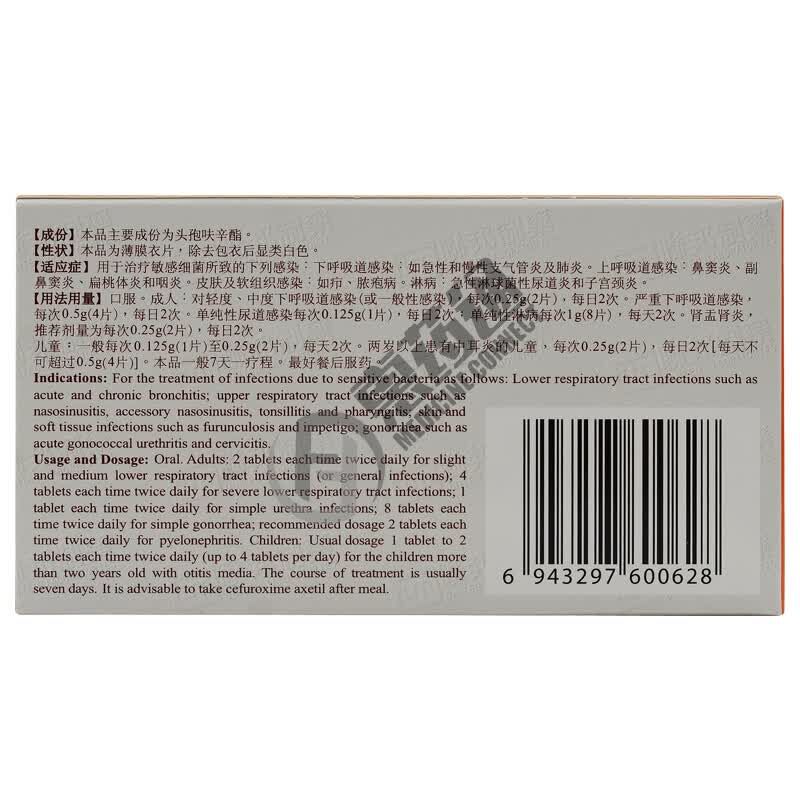 【成份】本品主要成份为头孢呋辛酯。
【性状】本品为薄膜衣片，除去包衣后显类白色。
【适应症】用于治疗敏感细菌所致的下列感染：下呼吸道感染：如急性和慢性支气管炎及肺炎。上呼吸道感染：鼻窦炎、副
鼻窦炎、扁桃体炎和咽炎。皮肤及软组织感染：如疖、脓疱病。淋病：急性淋球菌性尿道炎和子宫颈炎。
【用法用量】口服。成人：对轻度、中度下呼吸道感染(或一般性感染)，每次0.25g(2片)，每日2次。严重下呼吸道感染，
每次0.5g(4片)，每日2次。单纯性尿道感染每次0.125g(1片)，每日2次；单纯性淋病每次1g(8片)，每天2次。肾盂肾炎，
推荐剂量为每次0.25g(2片)，每日2次。
儿童：一般每次0.125g(1片)至0.25g(2片)，每天2次。两岁以上患有中耳炎的儿童，每次0.25g(2片)，每日2次[每天不
可超过0.5g(4片)]。本品一般7天一疗程。最好餐后服药。
Indications: For the treatment of infections due to sensitive bacteria as follows: Lower respiratory tract infections such as
acute and chronic bronchitis; upper respiratory tract infections such as
nasosinusitis, accessory nasosinusitis, tonsillitis and pharyngitis; skin and
soft tissue infections such as furunculosis and impetigo; gonorrhea such as
acute gonococcal urethritis and cervicitis.
Usage and Dosage: Oral. Adults: 2 tablets each time twice daily for slight
and medium lower respiratory tract infections (or general infections); 4
tablets each time twice daily for severe lower respiratory tract infections; 1
tablet each time twice daily for simple urethra infections; 8 tablets each
time twice daily for simple gonorrhea; recommended dosage 2 tablets each
time twice daily for pyelonephritis. Children: Usual dosage 1 tablet to 2
tablets each time twice daily (up to 4 tablets per day) for the children more
than two years old with otitis media. The course of treatment is usually
seven days. It is advisable to take cefuroxime axetil after meal.
6 943297 600628